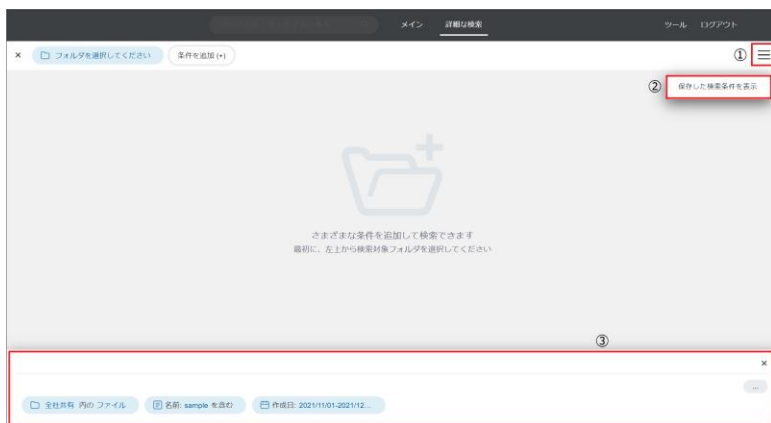 メイン 詳細な検索 ツール ログアウト
× フォルダを選択してください 条件を追加 (+) ①
② 保存した検索条件を表示
さまざまな条件を追加して検索できます
最初に、左上から検索対象フォルダを選択してください
③
×
...
全社共有 内の ファイル 名前: sample を含む 作成日: 2021/11/01-2021/12...